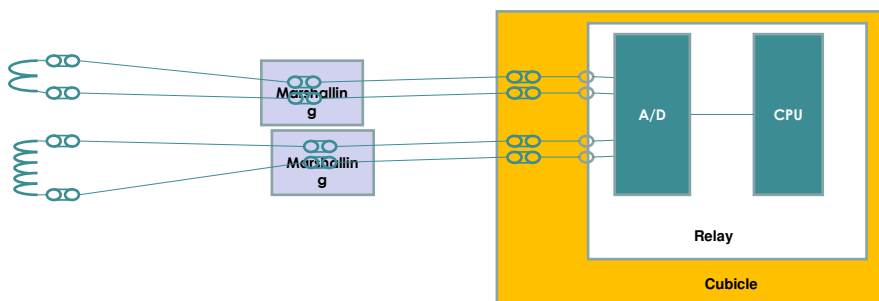 Marshallin
g
Marshallin
g
A/D
CPU
Relay
Cubicle